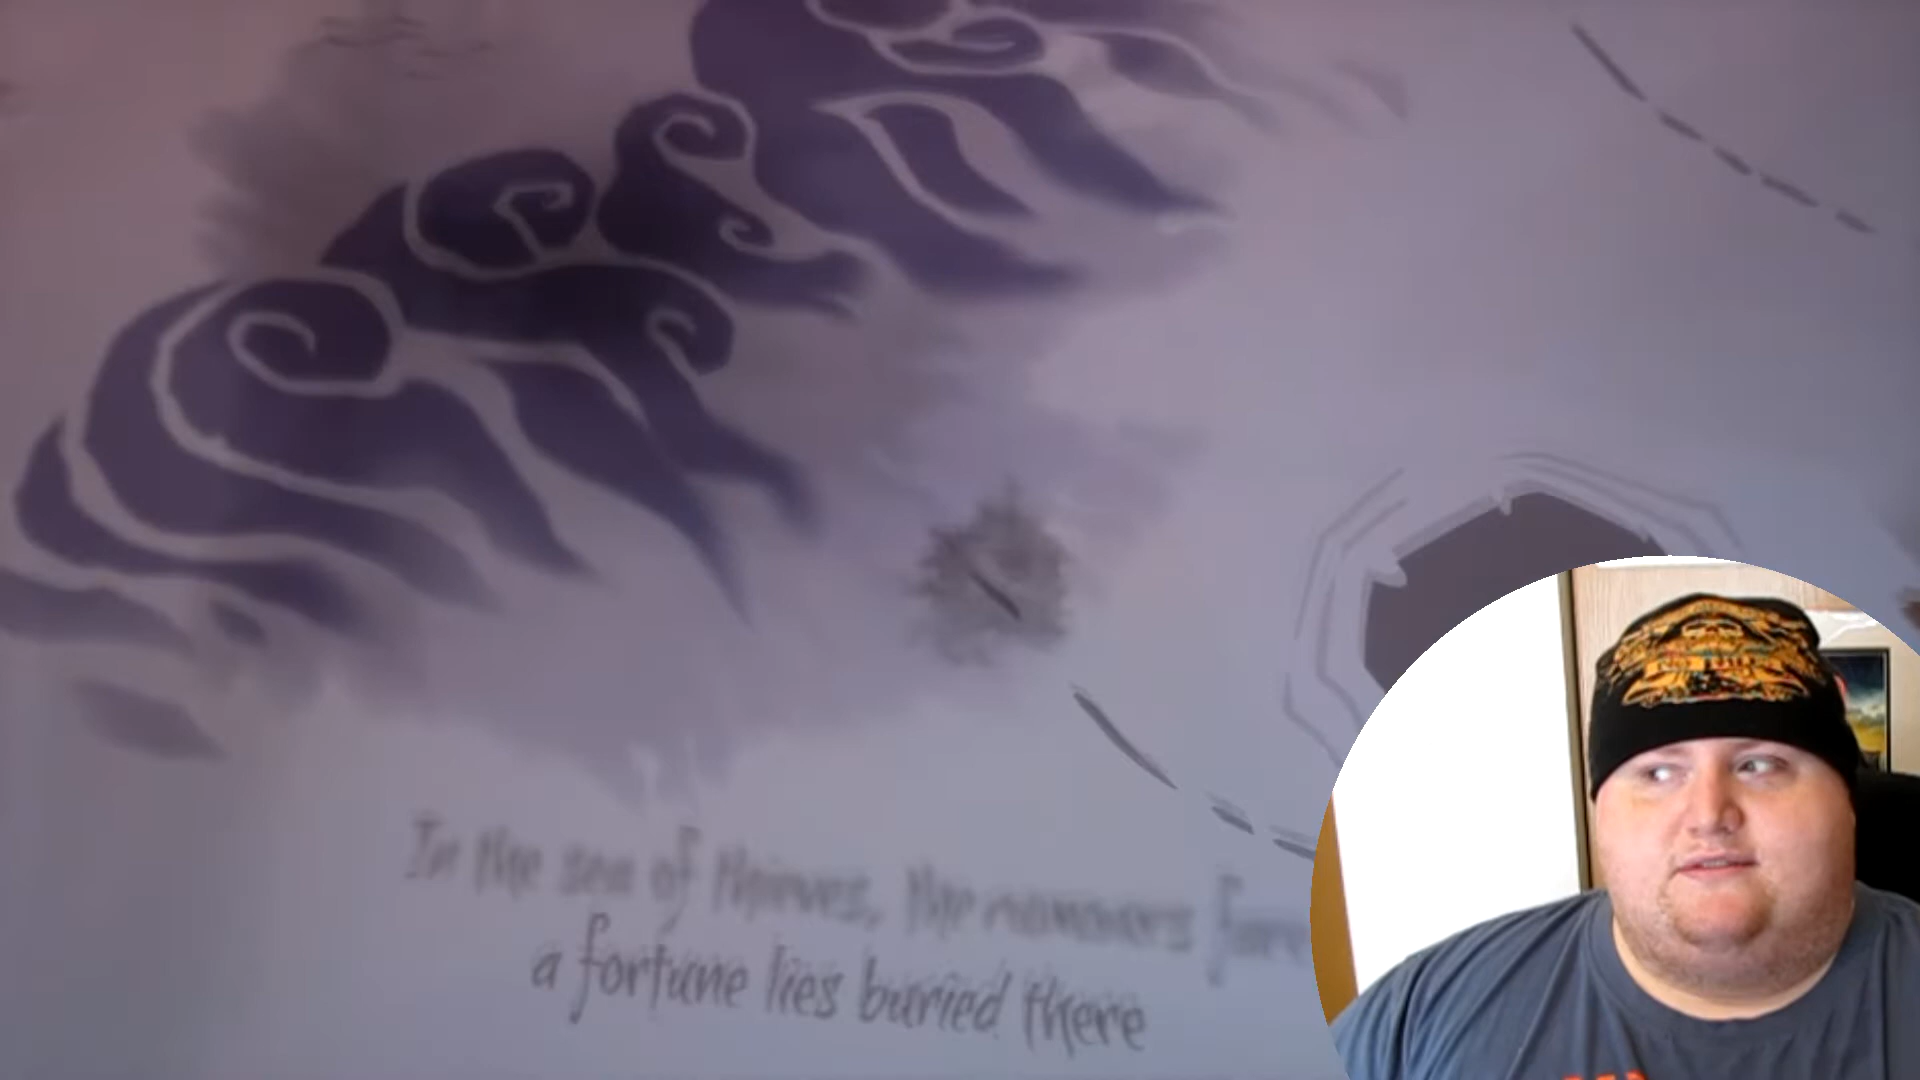 In the sea of thieves, the rumours
a fortune lies buried there